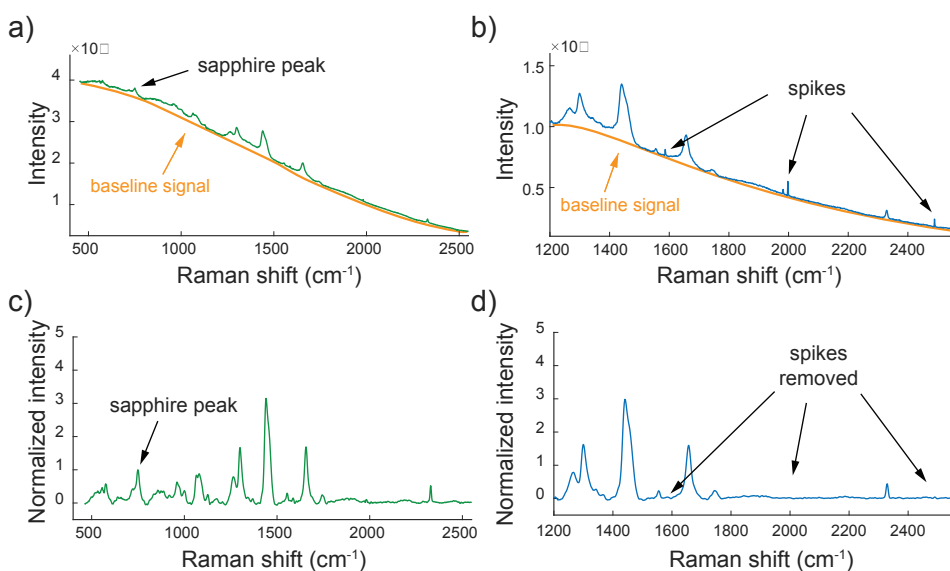 a)
×10□
4
3
2
1
Intensity
sapphire peak
baseline signal
500 1000 1500 2000 2500
Raman shift (cm⁻¹)
b)
×10□
1.5
1.0
0.5
Intensity
spikes
baseline signal
1200 1400 1600 1800 2000 2200 2400
Raman shift (cm⁻¹)
c)
5
4
3
2
1
0
Normalized intensity
sapphire peak
500 1000 1500 2000 2500
Raman shift (cm⁻¹)
d)
5
4
3
2
1
0
Normalized intensity
spikes
removed
1200 1400 1600 1800 2000 2200 2400
Raman shift (cm⁻¹)